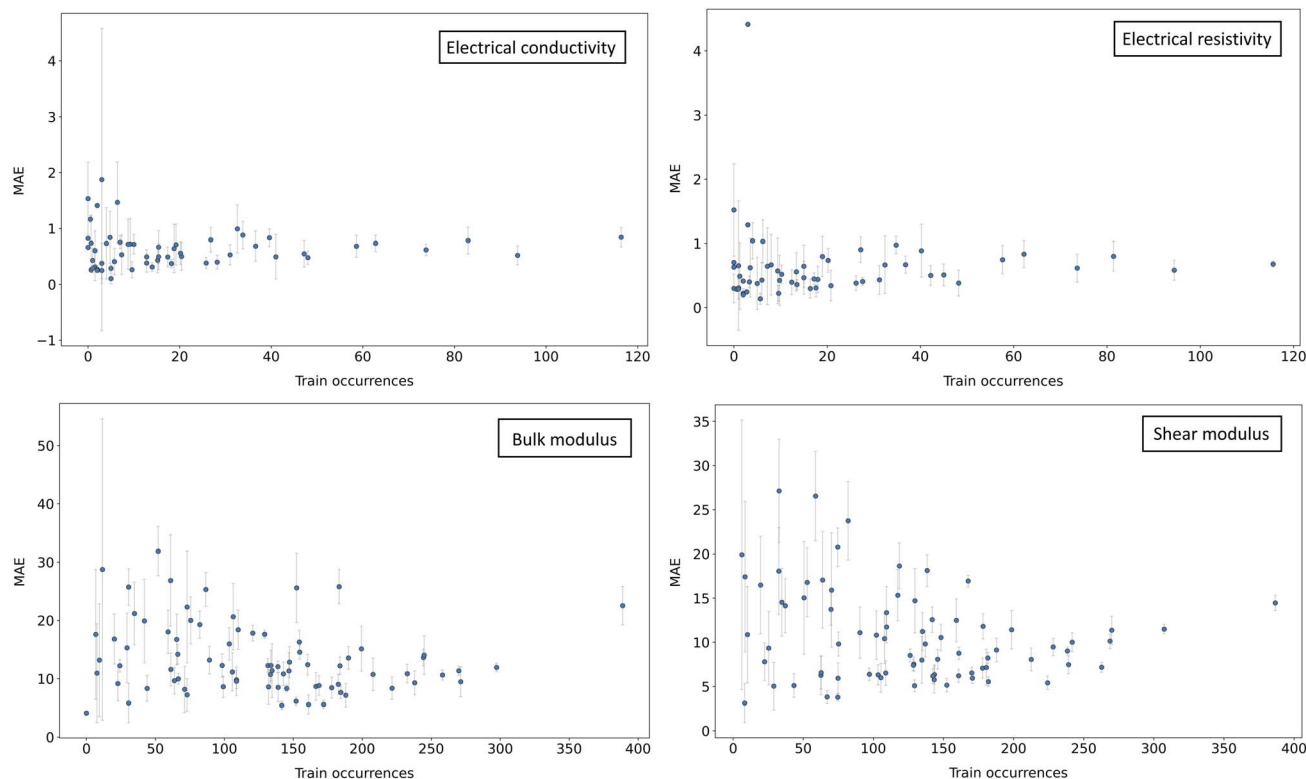 Electrical conductivity
4
3
2
1
0
−1
MAE
0 20 40 60 80 100 120
Train occurrences
Electrical resistivity
4
3
2
1
0
MAE
0 20 40 60 80 100 120
Train occurrences
Bulk modulus
50
40
30
20
10
0
MAE
0 50 100 150 200 250 300 350 400
Train occurrences
Shear modulus
35
30
25
20
15
10
5
0
MAE
0 50 100 150 200 250 300 350 400
Train occurrences